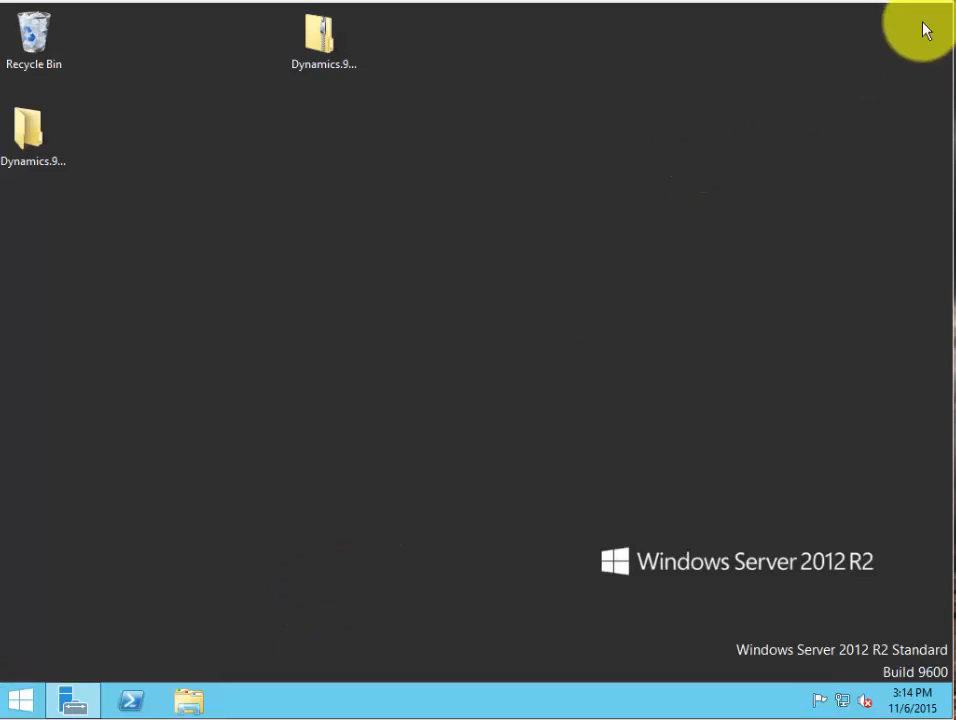 Recycle Bin
Dynamics.9...
Dynamics.9...
Windows Server 2012 R2
Windows Server 2012 R2 Standard
Build 9600
3:14 PM
11/6/2015